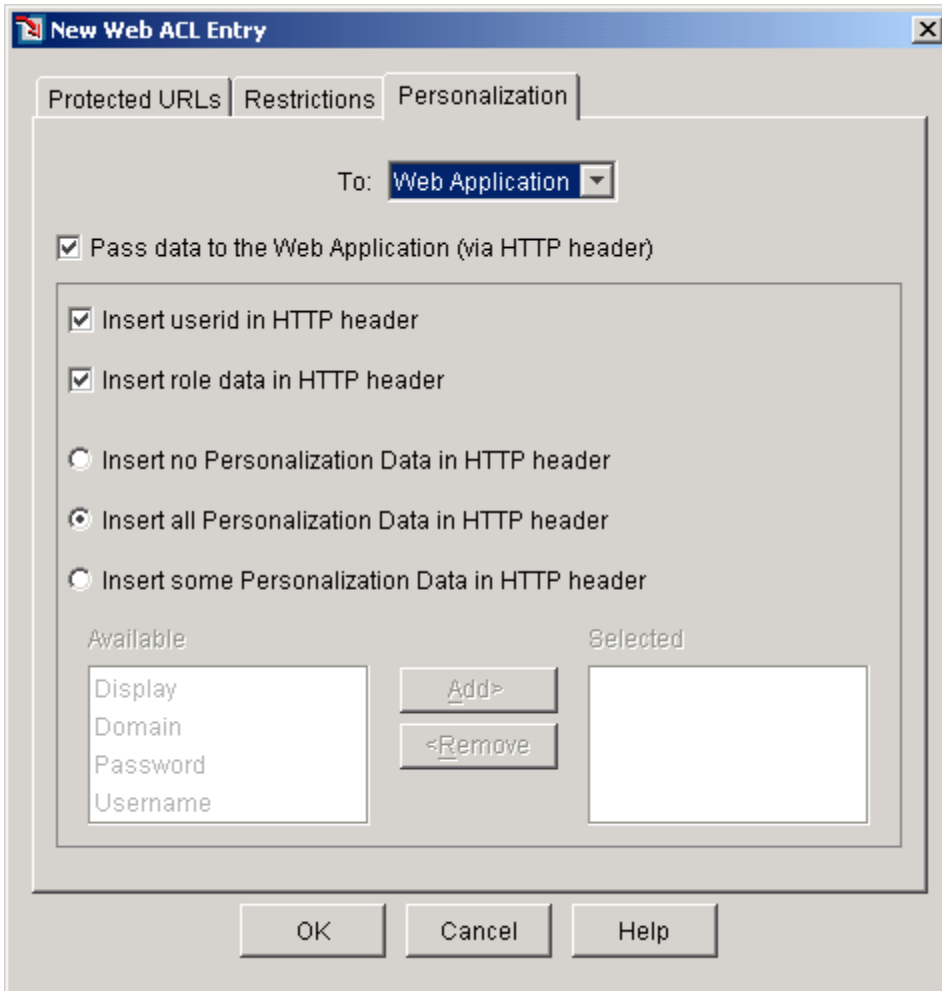 New Web ACL Entry
Protected URLs Restrictions Personalization
To: Web Application
Pass data to the Web Application (via HTTP header)
Insert userid in HTTP header
Insert role data in HTTP header
Insert no Personalization Data in HTTP header
Insert all Personalization Data in HTTP header
Insert some Personalization Data in HTTP header
Available Selected
Display Add>
Domain
<Remove
Password
Username
OK Cancel Help